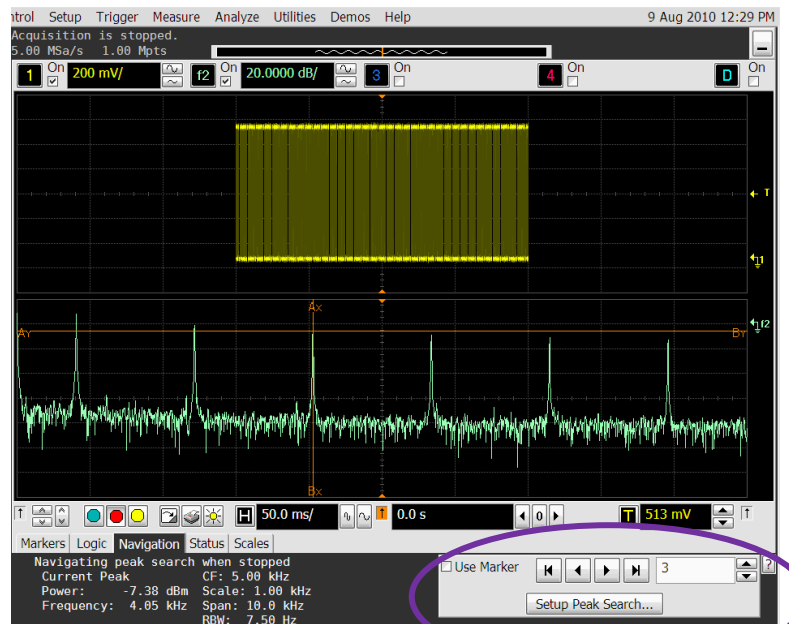 trol Setup Trigger Measure Analyze Utilities Demos Help 9 Aug 2010 12:29 PM
Acquisition is stopped.
5.00 MSa/s 1.00 Mpts
1 On 200 mV/ f2 On 20.0000 dB/ 3 On 4 On D On
T
1
Ax
f2
Ay By
Bx
H 50.0 ms/ T 0.0 s 0 T 513 mV
Markers Logic Navigation Status Scales
Navigating peak search when stopped
Current Peak CF: 5.00 kHz
Power: -7.38 dBm Scale: 1.00 kHz
Frequency: 4.05 kHz Span: 10.0 kHz
RBW: 7.50 Hz
Use Marker 3 ?
Setup Peak Search...